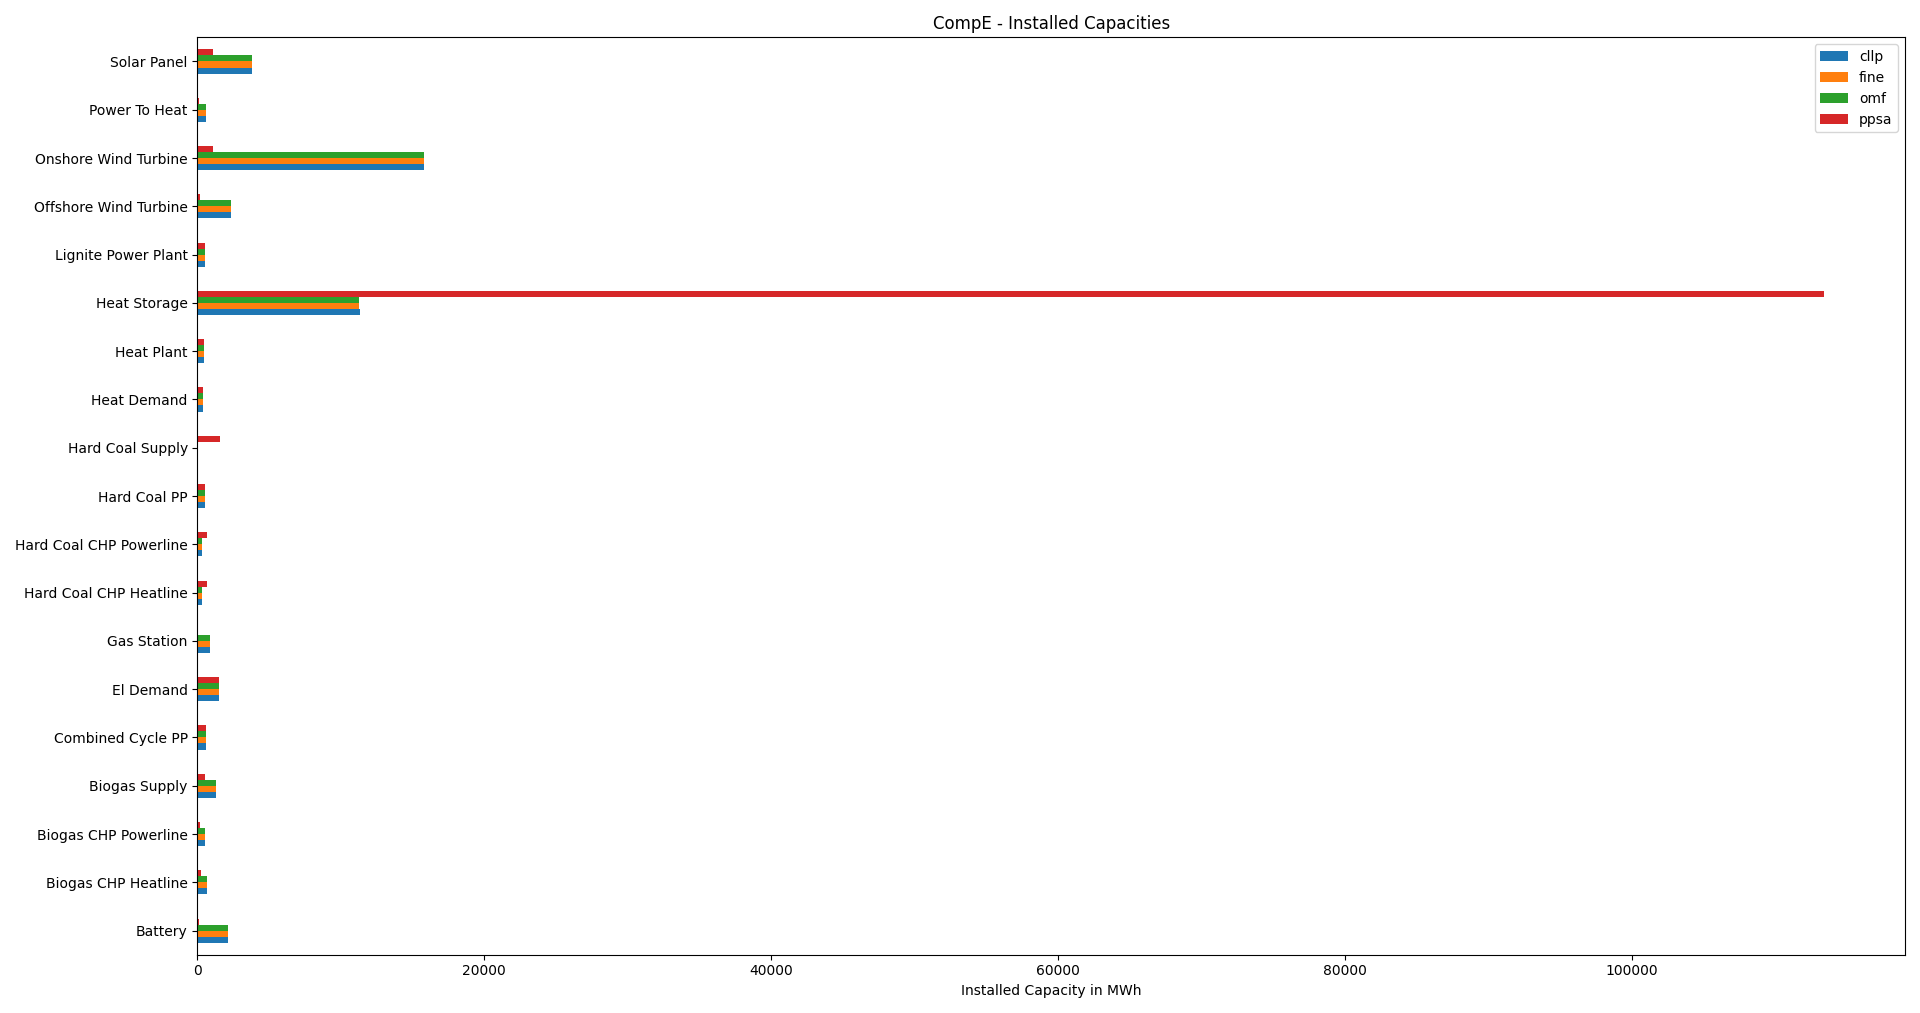 CompE - Installed Capacities
cllp
fine
omf
ppsa
Solar Panel
Power To Heat
Onshore Wind Turbine
Offshore Wind Turbine
Lignite Power Plant
Heat Storage
Heat Plant
Heat Demand
Hard Coal Supply
Hard Coal PP
Hard Coal CHP Powerline
Hard Coal CHP Heatline
Gas Station
El Demand
Combined Cycle PP
Biogas Supply
Biogas CHP Powerline
Biogas CHP Heatline
Battery
0 20000 40000 60000 80000 100000
Installed Capacity in MWh